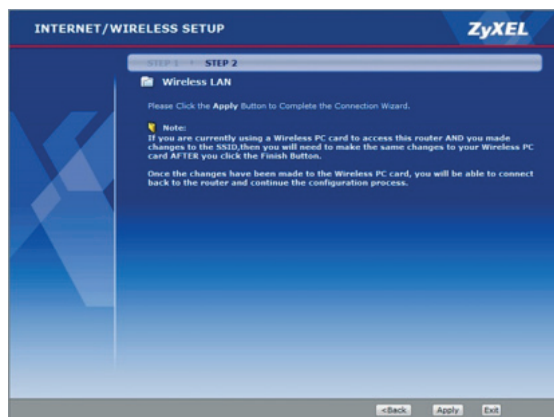 INTERNET/WIRELESS SETUP
ZyXEL
STEP 1 STEP 2
Wireless LAN
Please Click the Apply Button to Complete the Connection Wizard.
Note:
If you are currently using a Wireless PC card to access this router AND you made
changes to the SSID,then you will need to make the same changes to your Wireless PC
card AFTER you click the Finish Button.
Once the changes have been made to the Wireless PC card, you will be able to connect
back to the router and continue the configuration process.
<Back Apply Exit